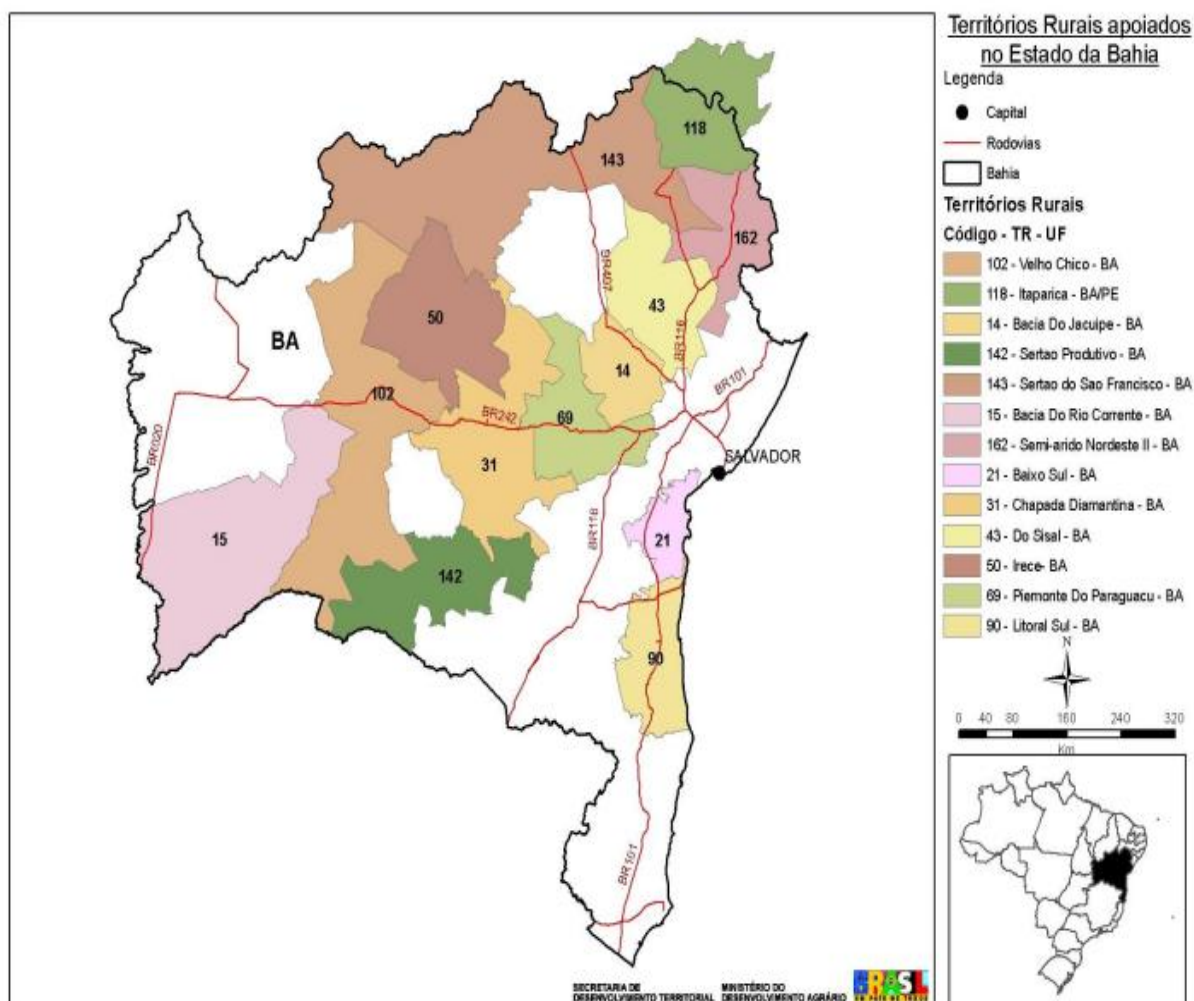 Territórios Rurais apoiados
no Estado da Bahia
Legenda
Capital
Rodovias
Bahia
Territórios Rurais
Código - TR - UF
102 - Velho Chico - BA
118 - Itaparica - BA/PE
14 - Bacia Do Jacuipe - BA
142 - Sertao Produtivo - BA
143 - Sertao do Sao Francisco - BA
15 - Bacia Do Rio Corrente - BA
162 - Semi-arido Nordeste II - BA
21 - Baixo Sul - BA
31 - Chapada Diamantina - BA
43 - Do Sisal - BA
50 - Irece- BA
69 - Piemonte Do Paraguacu - BA
90 - Litoral Sul - BA
N
0 40 80 160 240 320
Km
118
143
162
BR407
43
50
BA
BR116
14
BR101
102
BR242
69
BR020
31
SALVADOR
15
BR116
21
142
90
BR101
SECRETARIA DE
DESENVOLVIMENTO TERRITORIAL
MINISTÉRIO DO
DESENVOLVIMENTO AGRÁRIO
BRASIL
UM PAÍS DE TODOS